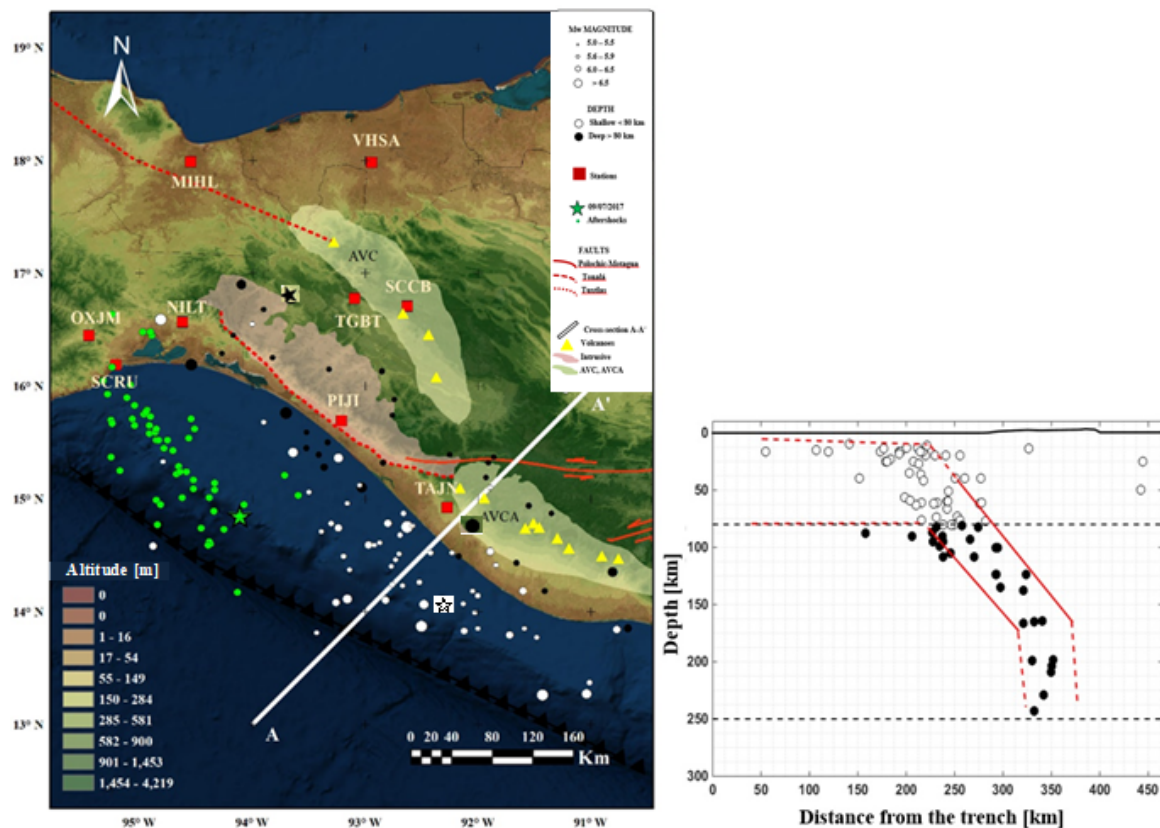 19° N
18° N
17° N
16° N
15° N
14° N
13° N
N
VHSA
MIHL
AVC
SCCB
TGBT
NILT
OXJM
SCRU
PIJI
TAJN
AVCA
A'
A
Altitude [m]
0
0
1 - 16
17 - 54
55 - 149
150 - 284
285 - 581
582 - 900
901 - 1,453
1,454 - 4,219
0 20 40 80 120 160
Km
95° W
94° W
93° W
92° W
91° W
Mw MAGNITUDE
5.0 – 5.5
5.6 – 5.9
6.0 – 6.5
> 6.5
DEPTH
Shallow < 80 km
Deep > 80 km
Stations
09/07/2017
Aftershocks
FAULTS
Polochic-Motagua
Tonalá
Tuxtlas
Cross-section A-A'
Volcanoes
Intrusive
AVC, AVCA
0
50
100
150
200
250
300
Depth [km]
0 50 100 150 200 250 300 350 400 450
Distance from the trench [km]